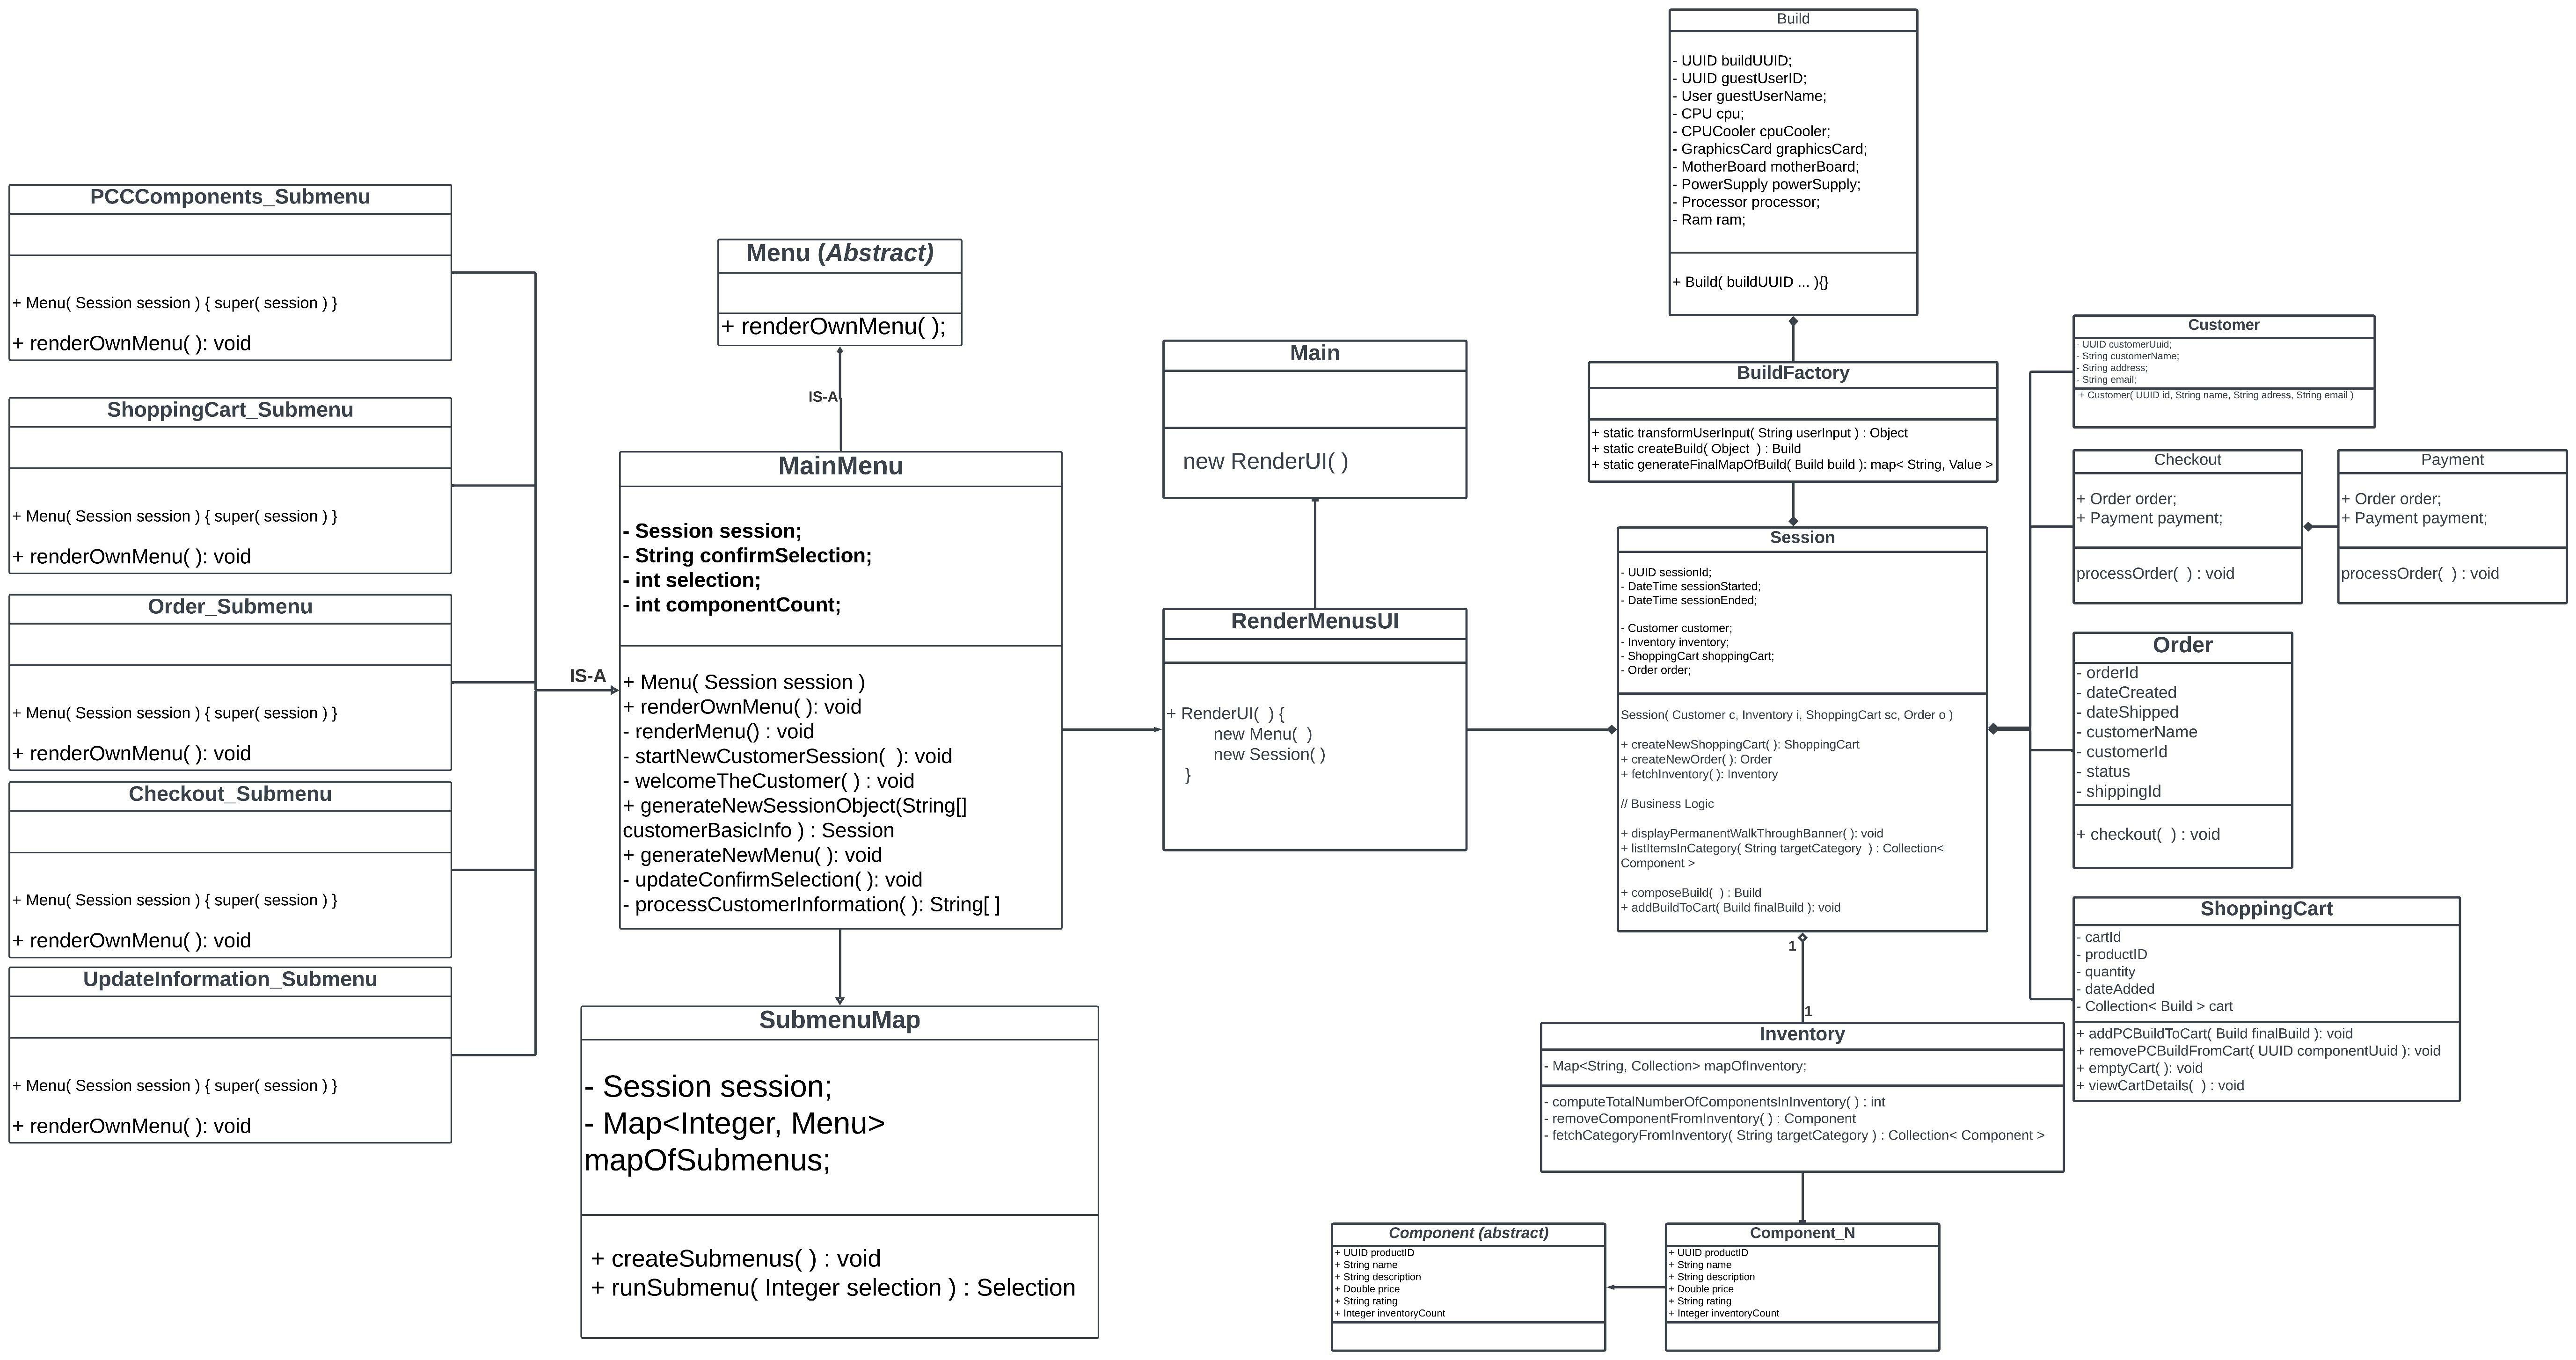 PCCComponents_Submenu
+ Menu( Session session ) { super( session ) }
+ renderOwnMenu( ): void
ShoppingCart_Submenu
+ Menu( Session session ) { super( session ) }
+ renderOwnMenu( ): void
Order_Submenu
+ Menu( Session session ) { super( session ) }
+ renderOwnMenu( ): void
Checkout_Submenu
+ Menu( Session session ) { super( session ) }
+ renderOwnMenu( ): void
UpdateInformation_Submenu
+ Menu( Session session ) { super( session ) }
+ renderOwnMenu( ): void
IS-A
Menu (Abstract)
+ renderOwnMenu( );
IS-A
MainMenu
- Session session;
- String confirmSelection;
- int selection;
- int componentCount;
+ Menu( Session session )
+ renderOwnMenu( ): void
- renderMenu() : void
- startNewCustomerSession(  ): void
- welcomeTheCustomer( ) : void
+ generateNewSessionObject(String[]
customerBasicInfo ) : Session
+ generateNewMenu( ): void
- updateConfirmSelection( ): void
- processCustomerInformation( ): String[ ]
SubmenuMap
- Session session;
- Map<Integer, Menu>
mapOfSubmenus;
+ createSubmenus( ) : void
+ runSubmenu( Integer selection ) : Selection
Main
new RenderUI( )
RenderMenusUI
+ RenderUI(  ) {
new Menu(  )
new Session( )
}
Build
- UUID buildUUID;
- UUID guestUserID;
- User guestUserName;
- CPU cpu;
- CPUCooler cpuCooler;
- GraphicsCard graphicsCard;
- MotherBoard motherBoard;
- PowerSupply powerSupply;
- Processor processor;
- Ram ram;
+ Build( buildUUID ... ){}
BuildFactory
+ static transformUserInput( String userInput ) : Object
+ static createBuild( Object  ) : Build
+ static generateFinalMapOfBuild( Build build ): map< String, Value >
Session
- UUID sessionId;
- DateTime sessionStarted;
- DateTime sessionEnded;
- Customer customer;
- Inventory inventory;
- ShoppingCart shoppingCart;
- Order order;
Session( Customer c, Inventory i, ShoppingCart sc, Order o )
+ createNewShoppingCart( ): ShoppingCart
+ createNewOrder( ): Order
+ fetchInventory( ): Inventory
// Business Logic
+ displayPermanentWalkThroughBanner( ): void
+ listItemsInCategory( String targetCategory  ) : Collection<
Component >
+ composeBuild(  ) : Build
+ addBuildToCart( Build finalBuild ): void
1
1
Inventory
- Map<String, Collection> mapOfInventory;
- computeTotalNumberOfComponentsInInventory( ) : int
- removeComponentFromInventory( ) : Component
- fetchCategoryFromInventory( String targetCategory ) : Collection< Component >
Component (abstract)
+ UUID productID
+ String name
+ String description
+ Double price
+ String rating
+ Integer inventoryCount
Component_N
+ UUID productID
+ String name
+ String description
+ Double price
+ String rating
+ Integer inventoryCount
Customer
- UUID customerUuid;
- String customerName;
- String address;
- String email;
+ Customer( UUID id, String name, String adress, String email )
Checkout
+ Order order;
+ Payment payment;
processOrder(  ) : void
Payment
+ Order order;
+ Payment payment;
processOrder(  ) : void
Order
- orderId
- dateCreated
- dateShipped
- customerName
- customerId
- status
- shippingId
+ checkout(  ) : void
ShoppingCart
- cartId
- productID
- quantity
- dateAdded
- Collection< Build > cart
+ addPCBuildToCart( Build finalBuild ): void
+ removePCBuildFromCart( UUID componentUuid ): void
+ emptyCart( ): void
+ viewCartDetails(  ) : void